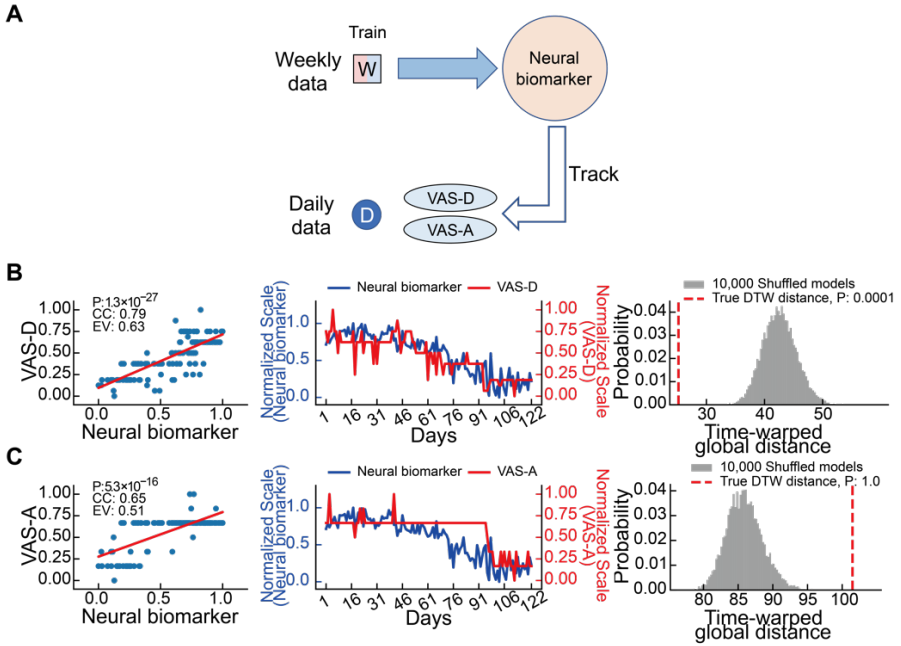 A
Train
Weekly
data
W
Neural
biomarker
Track
Daily
data
D
VAS-D
VAS-A
B
P:1.3×10−27
CC: 0.79
EV: 0.63
VAS-D
1.00
0.75
0.50
0.25
0.00
0.0 0.5 1.0
Neural biomarker
Neural biomarker VAS-D
Normalized Scale
(Neural biomarker)
1.0
0.5
0.0
1.00
0.75
0.50
0.25
0.00
Normalized Scale
(VAS-D)
1 16 31 46 61 76 91 106 122
Days
10,000 Shuffled models
True DTW distance, P: 0.0001
Probability
0.04
0.03
0.02
0.01
0.00
30 40 50
Time-warped
global distance
C
P:5.3×10−16
CC: 0.65
EV: 0.51
VAS-A
1.00
0.75
0.50
0.25
0.00
0.0 0.5 1.0
Neural biomarker
Neural biomarker VAS-A
Normalized Scale
(Neural biomarker)
1.0
0.5
0.0
1.00
0.75
0.50
0.25
0.00
Normalized Scale
(VAS-A)
1 16 31 46 61 76 91 106 122
Days
10,000 Shuffled models
True DTW distance, P: 1.0
Probability
0.04
0.03
0.02
0.01
0.00
80 85 90 95 100
Time-warped
global distance